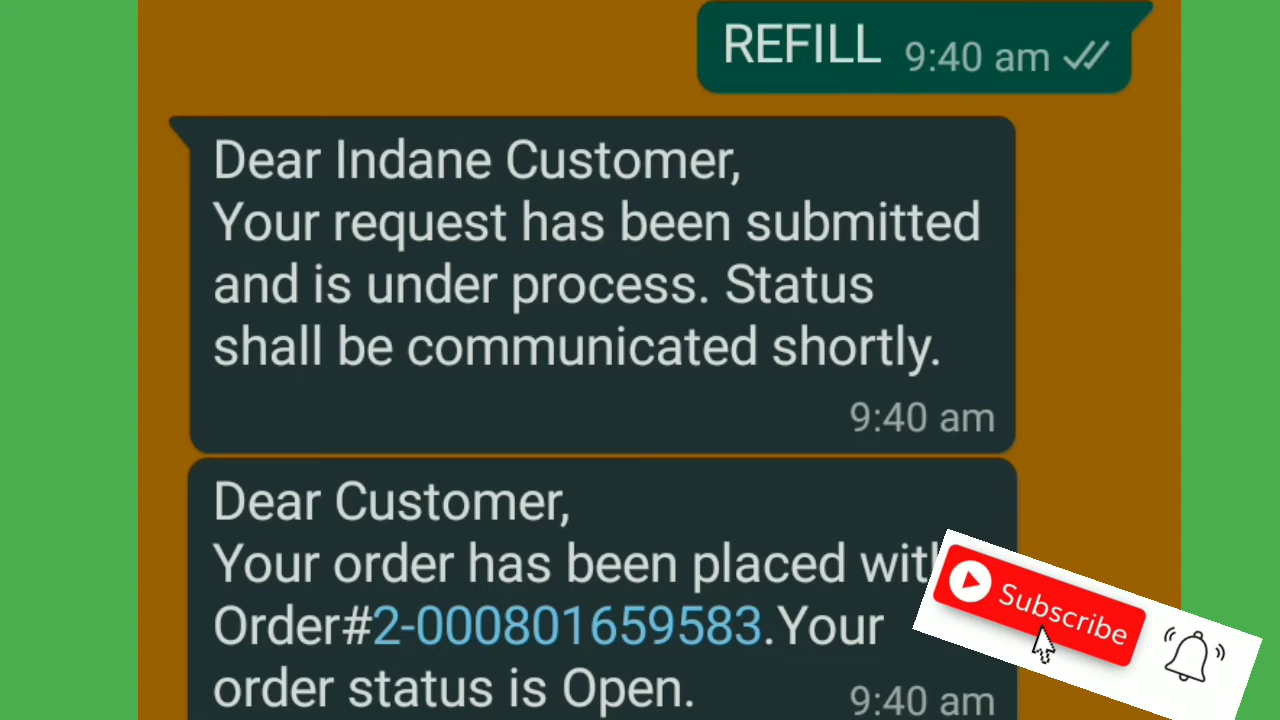 REFILL 9:40 am
Dear Indane Customer,
Your request has been submitted
and is under process. Status
shall be communicated shortly.
9:40 am
Dear Customer,
Your order has been placed
Order#2-000801659583.Your
order status is Open. 9:40 am
Subscribe